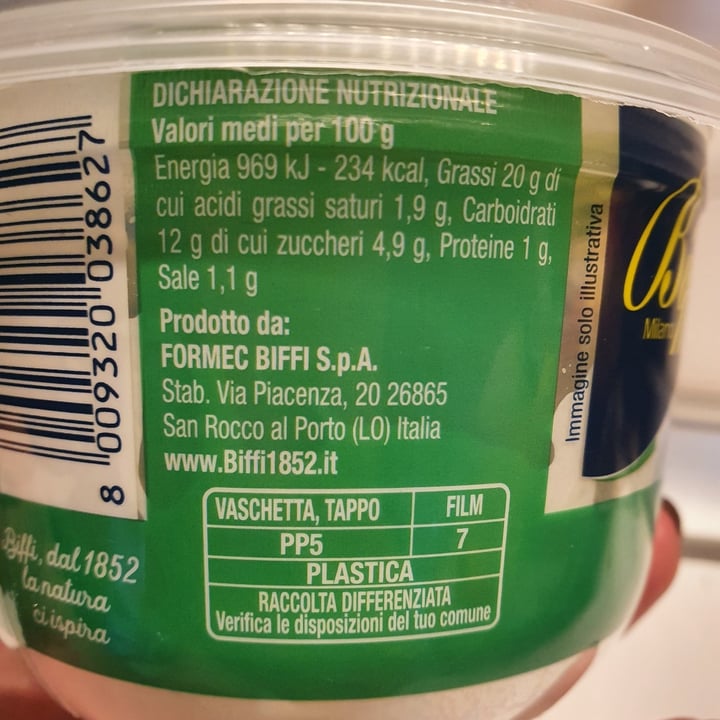 DICHIARAZIONE NUTRIZIONALE
Valori medi per 100 g
Energia 969 kJ - 234 kcal, Grassi 20 g di
cui acidi grassi saturi 1,9 g, Carboidrati
12 g di cui zuccheri 4,9 g, Proteine 1 g,
Sale 1,1 g
Prodotto da:
FORMEC BIFFI S.p.A.
Stab. Via Piacenza, 20 26865
San Rocco al Porto (LO) Italia
www.Biffi1852.it
VASCHETTA, TAPPO FILM
PP5 7
PLASTICA
RACCOLTA DIFFERENZIATA
Verifica le disposizioni del tuo comune
8 009320 038627
Biffi, dal 1852
la natura
ci ispira
Immagine solo illustrativa